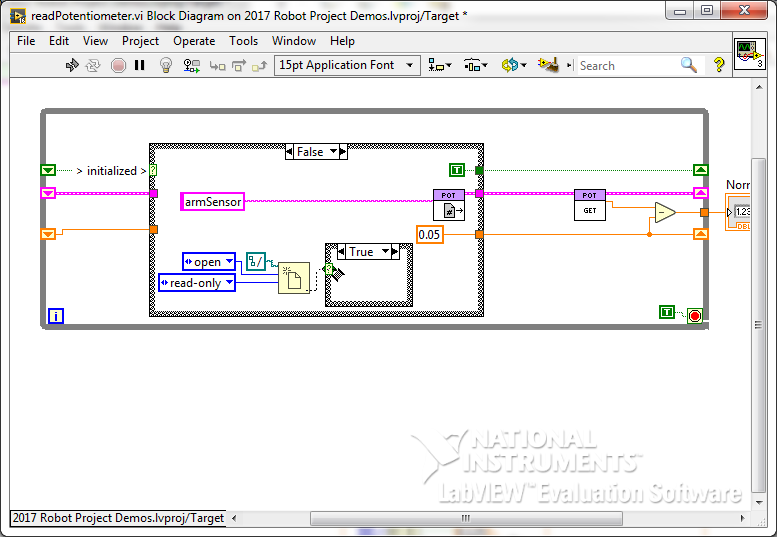 readPotentiometer.vi Block Diagram on 2017 Robot Project Demos.lvproj/Target *
File Edit View Project Operate Tools Window Help
15pt Application Font
Search
?
3
False
> initialized >
?
T
armSensor
POT
#
POT
GET
Norr
1.23
DBL
0.05
True
open
?
read-only
i
T
NATIONAL
INSTRUMENTS™
LabVIEW™ Evaluation Software
2017 Robot Project Demos.lvproj/Target